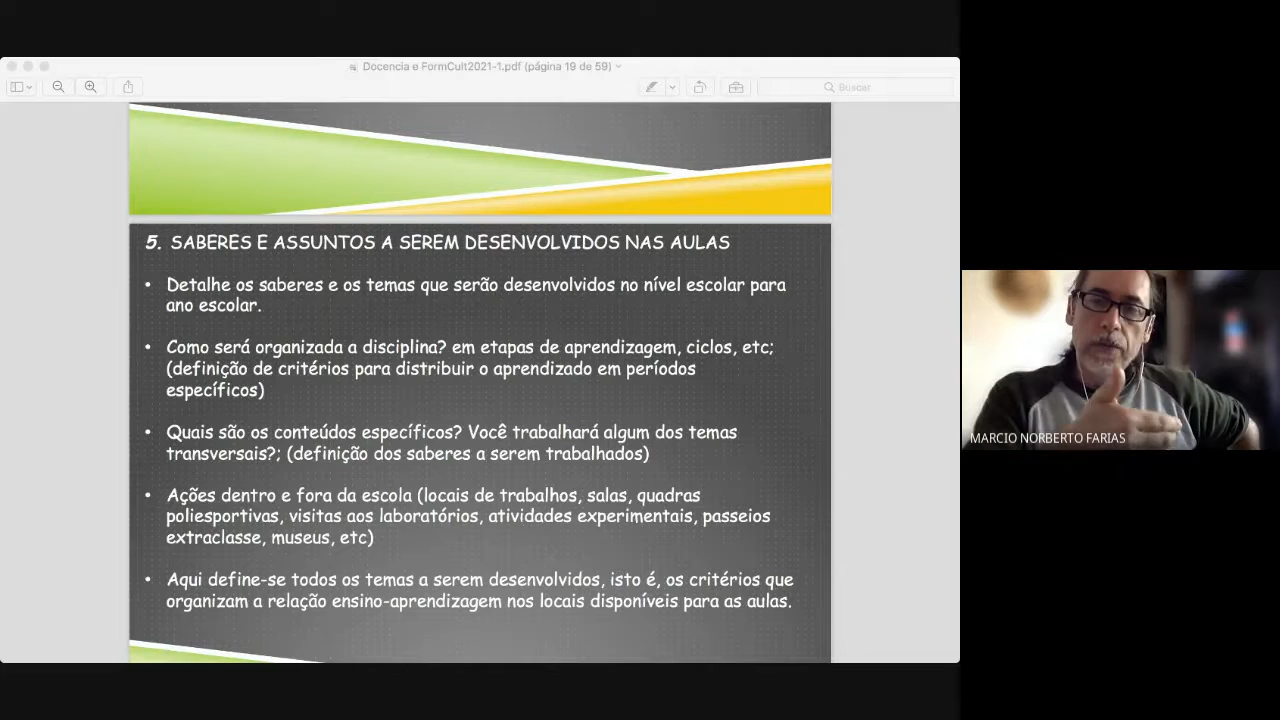 Docencia e FormCult2021-1.pdf (página 19 de 59)
Buscar
5. SABERES E ASSUNTOS A SEREM DESENVOLVIDOS NAS AULAS
• Detalhe os saberes e os temas que serão desenvolvidos no nível escolar para
ano escolar.
• Como será organizada a disciplina? em etapas de aprendizagem, ciclos, etc;
(definição de critérios para distribuir o aprendizado em períodos
específicos)
• Quais são os conteúdos específicos? Você trabalhará algum dos temas
transversais?; (definição dos saberes a serem trabalhados)
• Ações dentro e fora da escola (locais de trabalhos, salas, quadras
poliesportivas, visitas aos laboratórios, atividades experimentais, passeios
extraclasse, museus, etc)
• Aqui define-se todos os temas a serem desenvolvidos, isto é, os critérios que
organizam a relação ensino-aprendizagem nos locais disponíveis para as aulas.
MARCIO NORBERTO FARIAS